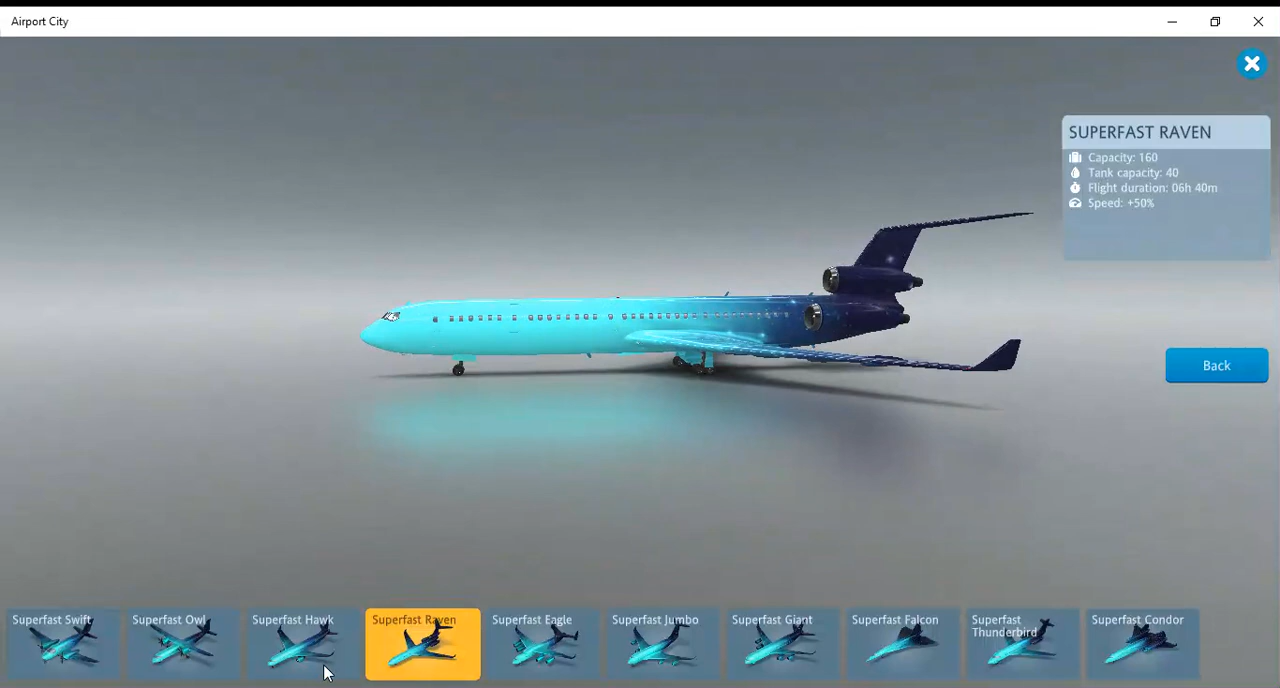 Airport City
SUPERFAST RAVEN
Capacity: 160
Tank capacity: 40
Flight duration: 06h 40m
Speed: +50%
Back
Superfast Swift
Superfast Owl
Superfast Hawk
Superfast Raven
Superfast Eagle
Superfast Jumbo
Superfast Giant
Superfast Falcon
Superfast
Thunderbird
Superfast Condor